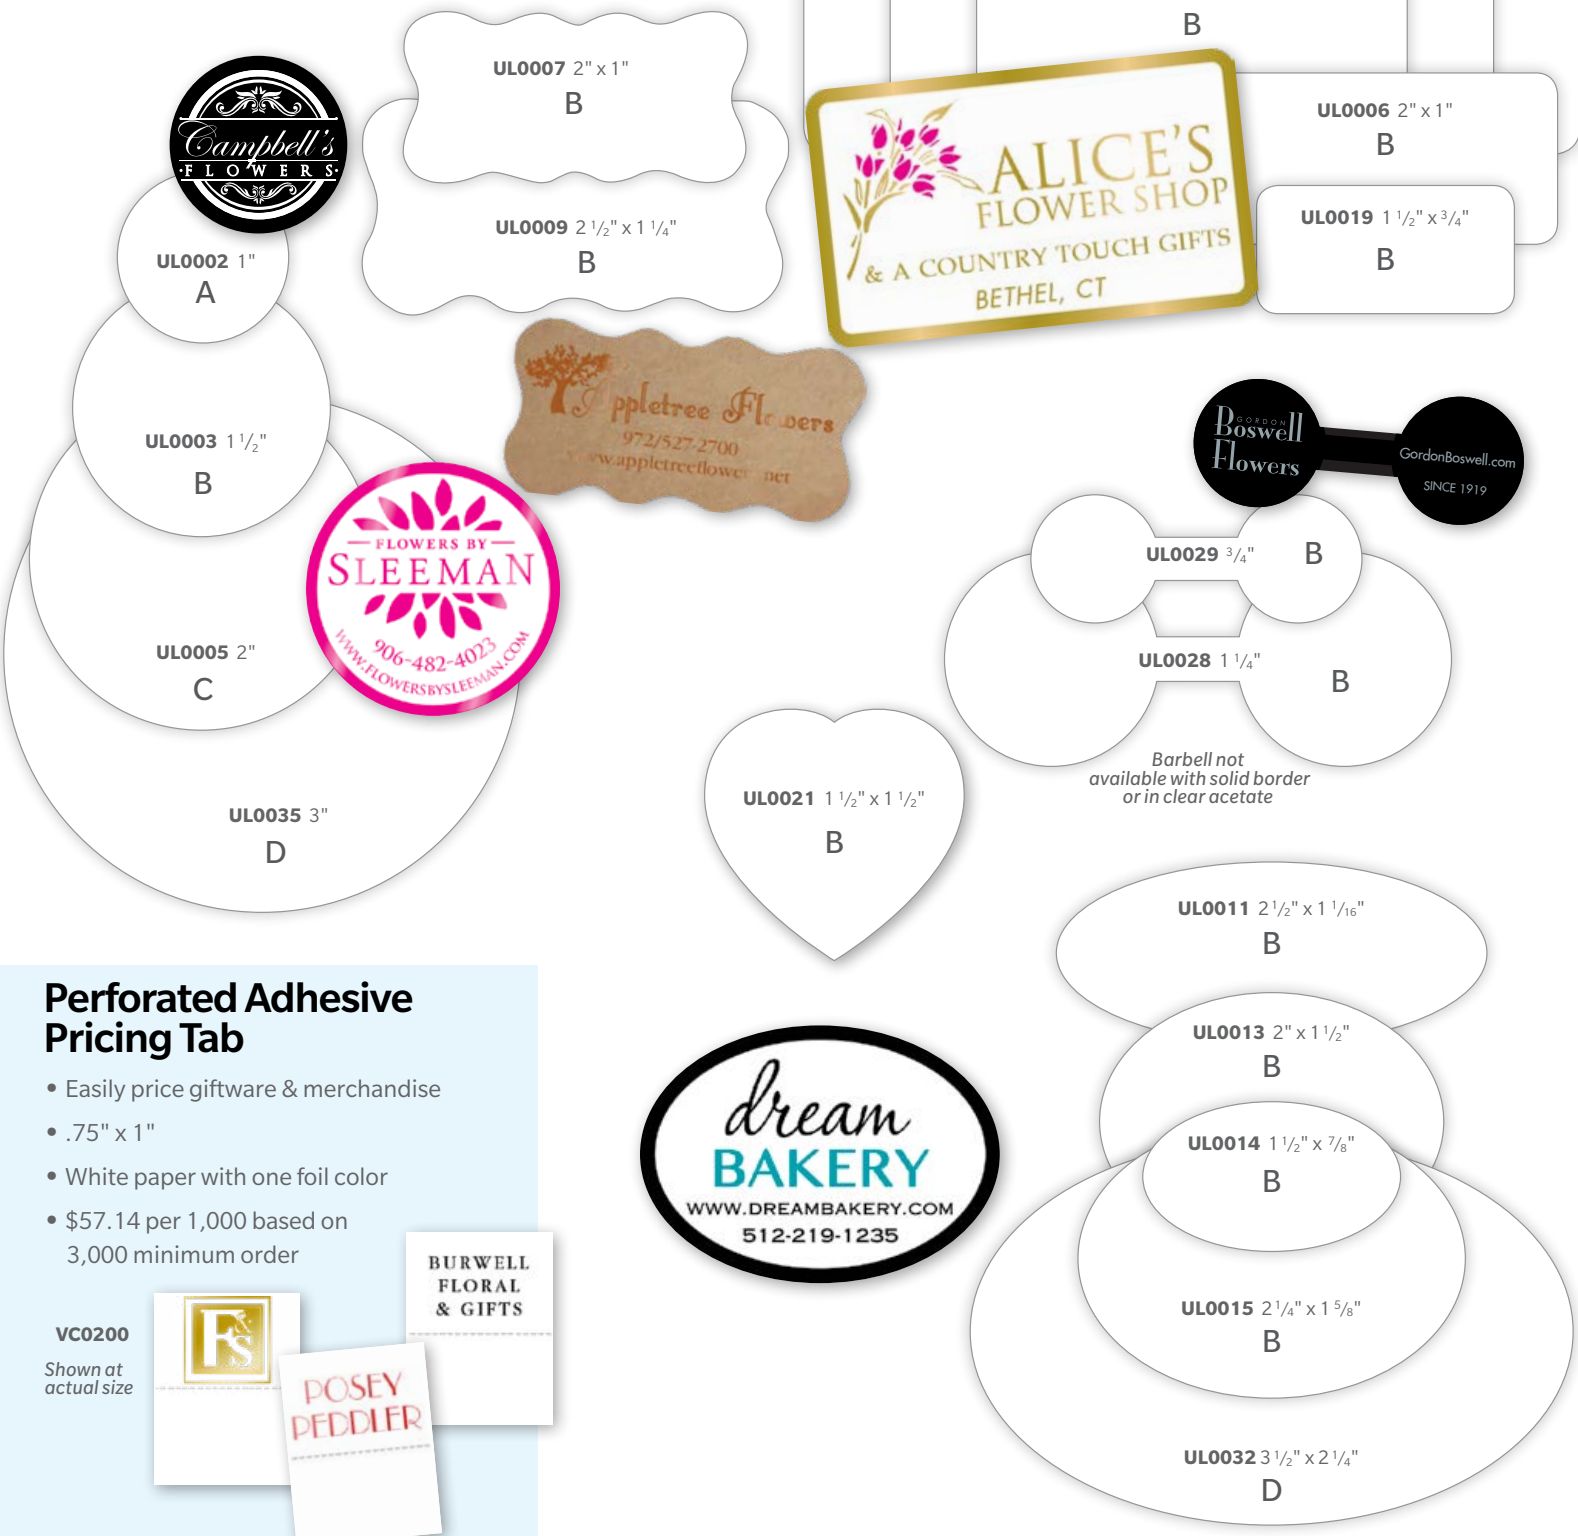 B
UL0007 2" x 1"
B
UL0009 2 1/2" x 1 1/4"
B
Campbell's
·FLOWERS·
UL0002 1"
A
UL0003 1 1/2"
B
UL0005 2"
C
UL0035 3"
D
ALICE'S
FLOWER SHOP
& A COUNTRY TOUCH GIFTS
BETHEL, CT
UL0006 2" x 1"
B
UL0019 1 1/2" x 3/4"
B
Appletree Flowers
972/527-2700
www.appletreeflower net
FLOWERS BY
SLEEMAN
906-482-4023
WWW.FLOWERSBYSLEEMAN.COM
GORDON
Boswell
Flowers
GordonBoswell.com
SINCE 1919
UL0029 3/4"
B
UL0028 1 1/4"
B
Barbell not
available with solid border
or in clear acetate
UL0021 1 1/2" x 1 1/2"
B
UL0011 2 1/2" x 1 1/16"
B
UL0013 2" x 1 1/2"
B
UL0014 1 1/2" x 7/8"
B
UL0015 2 1/4" x 1 5/8"
B
UL0032 3 1/2" x 2 1/4"
D
dream
BAKERY
WWW.DREAMBAKERY.COM
512-219-1235
Perforated Adhesive
Pricing Tab
• Easily price giftware & merchandise
• .75" x 1"
• White paper with one foil color
• $57.14 per 1,000 based on
3,000 minimum order
VC0200
Shown at
actual size
F&S
POSEY
PEDDLER
BURWELL
FLORAL
& GIFTS